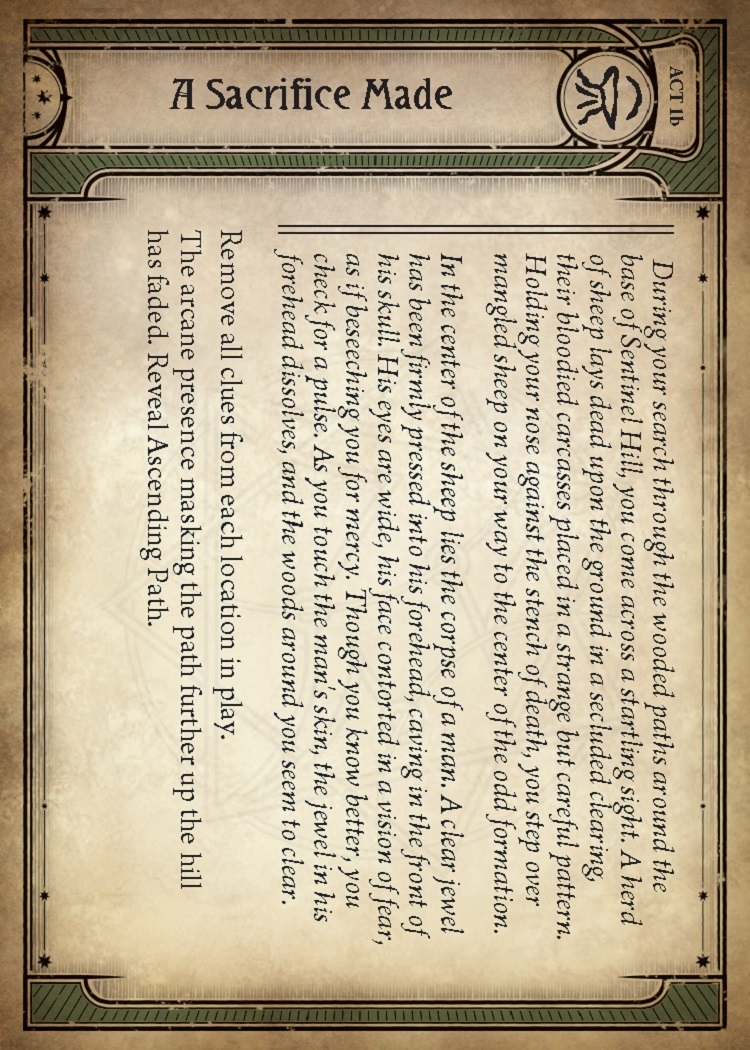 ACT 1b
A Sacrifice Made
During your search through the wooded paths around the
base of Sentinel Hill, you come across a startling sight. A herd
of sheep lays dead upon the ground in a secluded clearing,
their bloodied carcasses placed in a strange but careful pattern.
Holding your nose against the stench of death, you step over
mangled sheep on your way to the center of the odd formation.
In the center of the sheep lies the corpse of a man. A clear jewel
has been firmly pressed into his forehead, caving in the front of
his skull. His eyes are wide, his face contorted in a vision of fear,
as if beseeching you for mercy. Though you know better, you
check for a pulse. As you touch the man's skin, the jewel in his
forehead dissolves, and the woods around you seem to clear.
Remove all clues from each location in play.
The arcane presence masking the path further up the hill
has faded. Reveal Ascending Path.